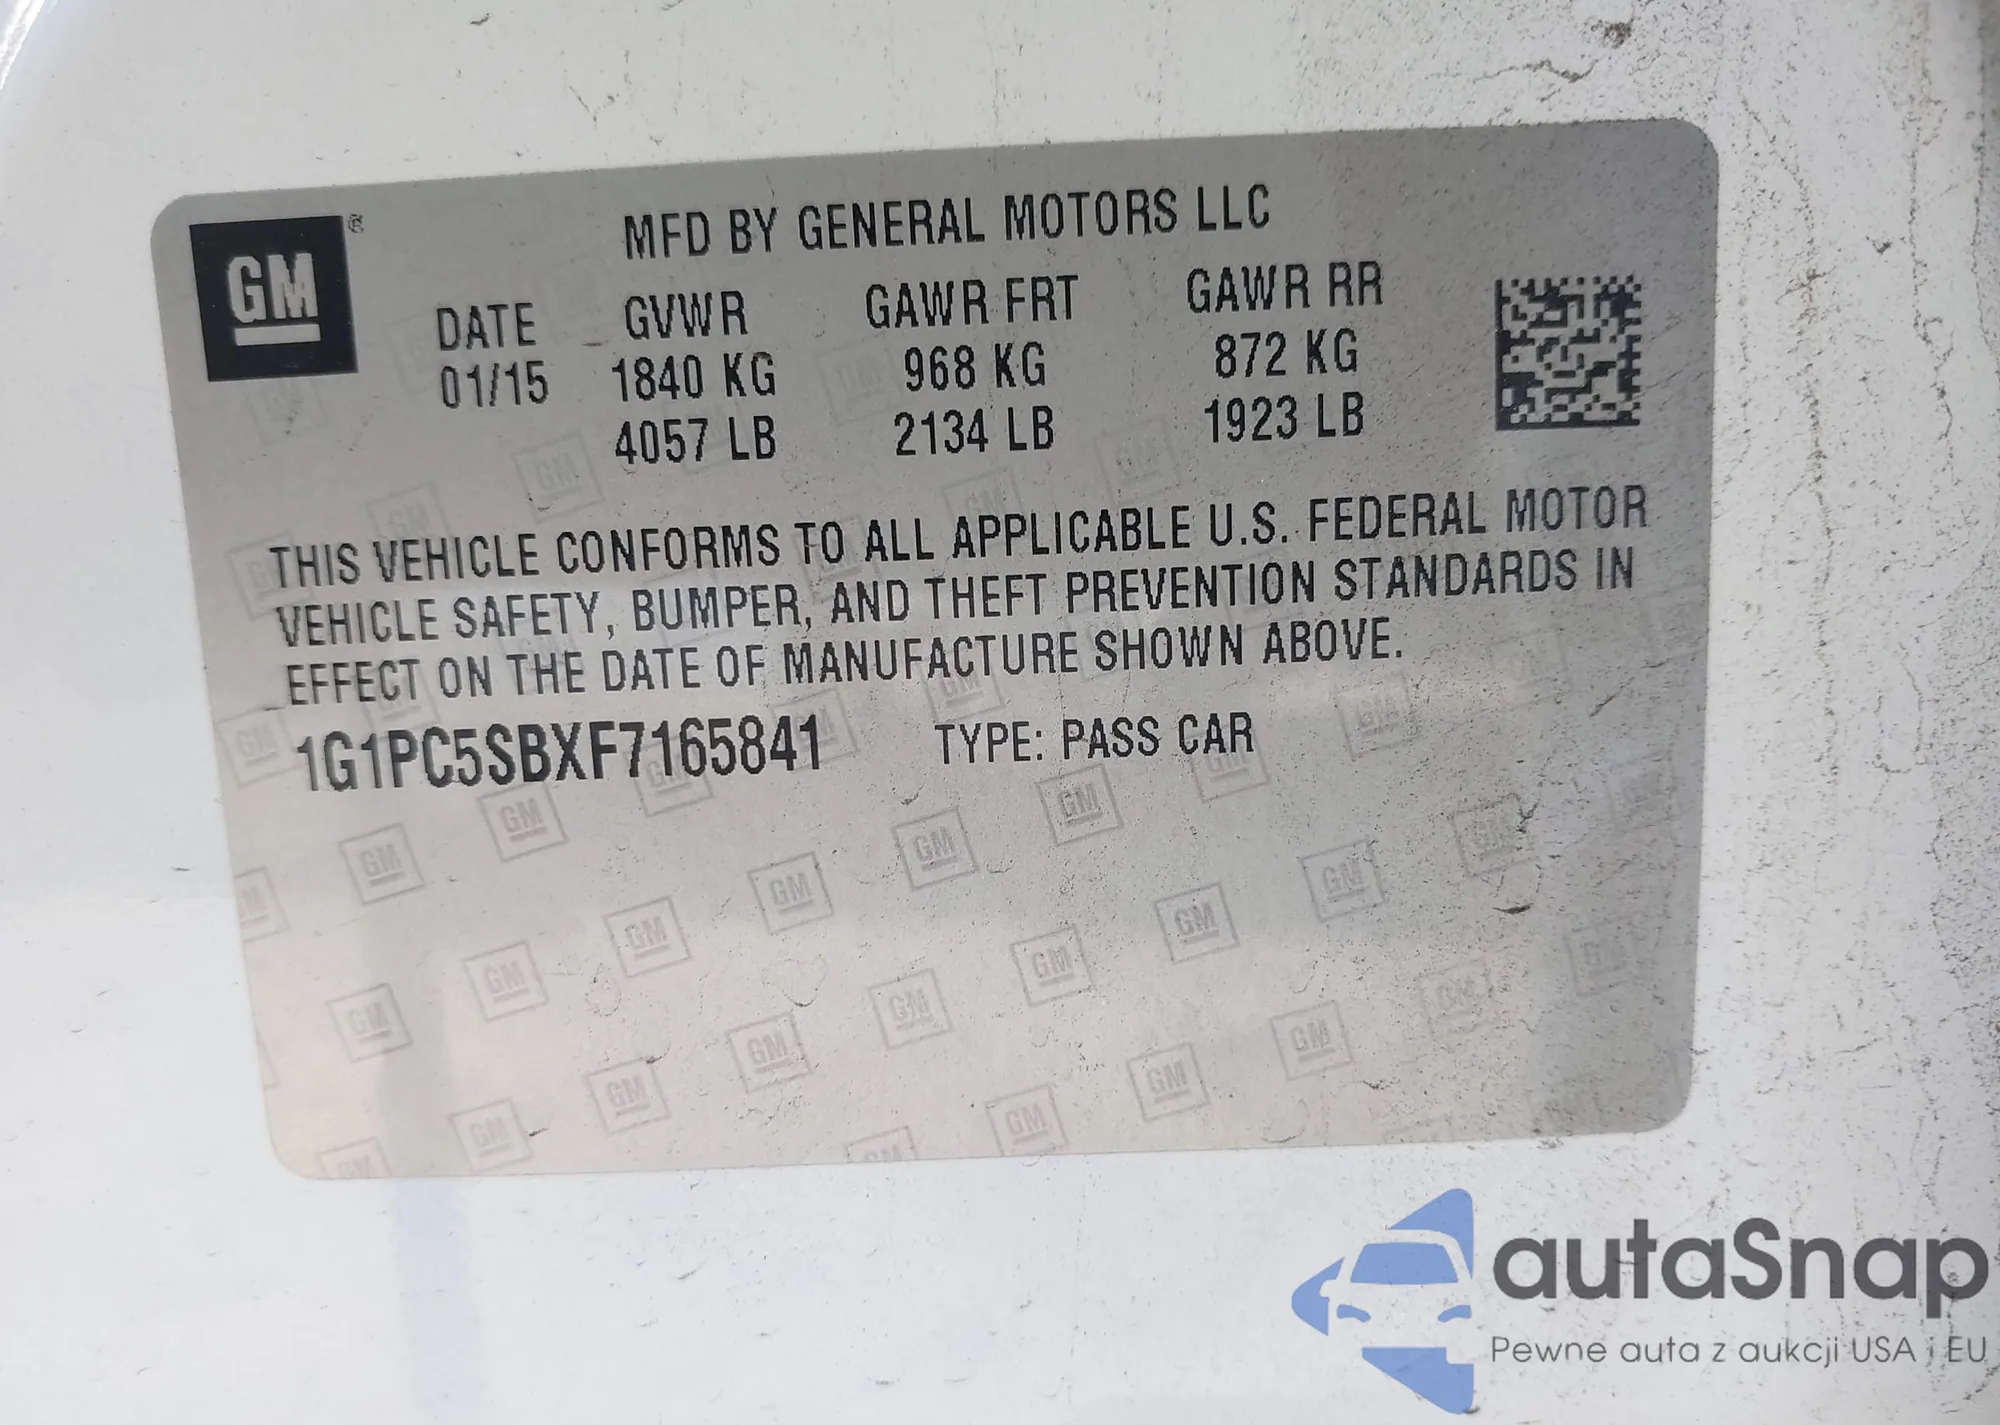 GM ®
MFD BY GENERAL MOTORS LLC
DATE GVWR GAWR FRT GAWR RR
01/15 1840 KG 968 KG 872 KG
4057 LB 2134 LB 1923 LB
THIS VEHICLE CONFORMS TO ALL APPLICABLE U.S. FEDERAL MOTOR
VEHICLE SAFETY, BUMPER, AND THEFT PREVENTION STANDARDS IN
EFFECT ON THE DATE OF MANUFACTURE SHOWN ABOVE.
1G1PC5SBXF7165841 TYPE: PASS CAR
autaSnap
Pewne auta z aukcji USA i EU